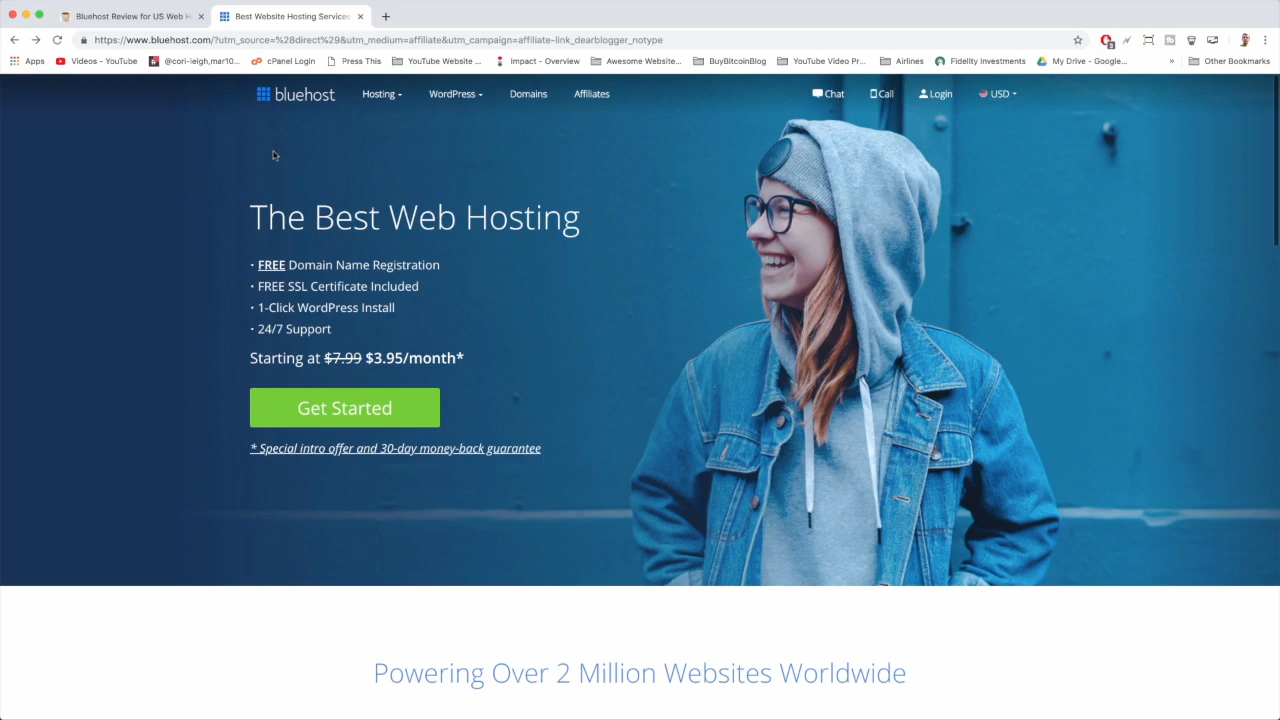 Bluehost Review for US Web H
Best Website Hosting Services
https://www.bluehost.com/?utm_source=%28direct%29&utm_medium=affiliate&utm_campaign=affiliate-link_dearblogger_notype
3
Apps
Videos - YouTube
@cori-leigh,mar10...
cPanel Login
Press This
YouTube Website ...
Impact - Overview
Awesome Website...
BuyBitcoinBlog
YouTube Video Pr...
Airlines
Fidelity Investments
My Drive - Google...
»
Other Bookmarks
bluehost
Hosting
WordPress
Domains
Affiliates
Chat
Call
Login
USD
The Best Web Hosting
· FREE Domain Name Registration
· FREE SSL Certificate Included
· 1-Click WordPress Install
· 24/7 Support
Starting at $7.99 $3.95/month*
Get Started
* Special intro offer and 30-day money-back guarantee
Powering Over 2 Million Websites Worldwide